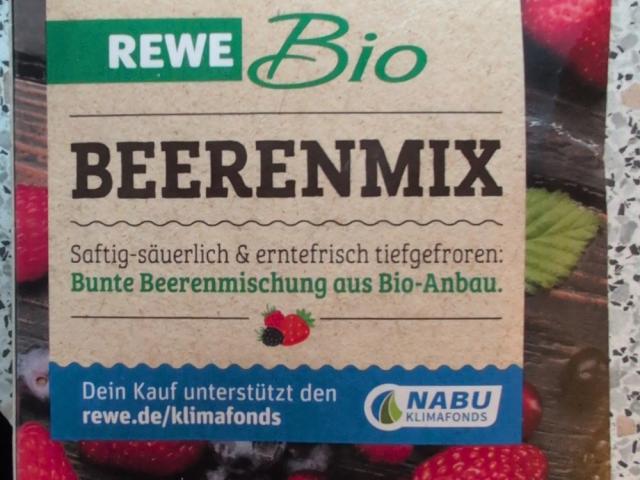 REWE Bio
BEERENMIX
Saftig-säuerlich & erntefrisch tiefgefroren:
Bunte Beerenmischung aus Bio-Anbau.
Dein Kauf unterstützt den
rewe.de/klimafonds
NABU
KLIMAFONDS